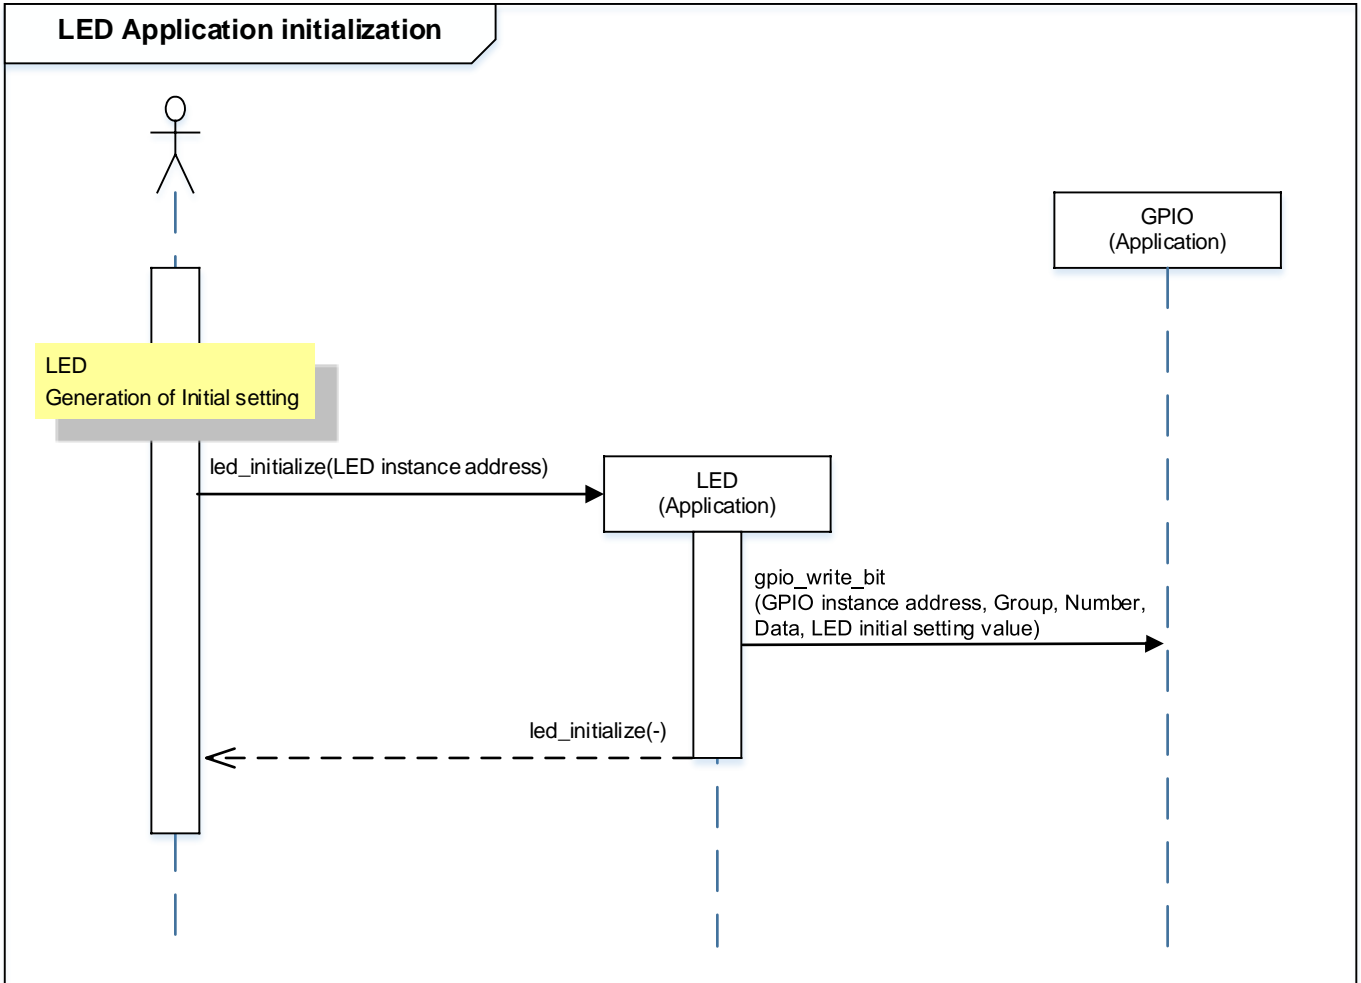 LED Application initialization
GPIO
(Application)
LED
Generation of Initial setting
led_initialize(LED instance address)
LED
(Application)
gpio_write_bit
(GPIO instance address, Group, Number,
Data, LED initial setting value)
led_initialize(-)